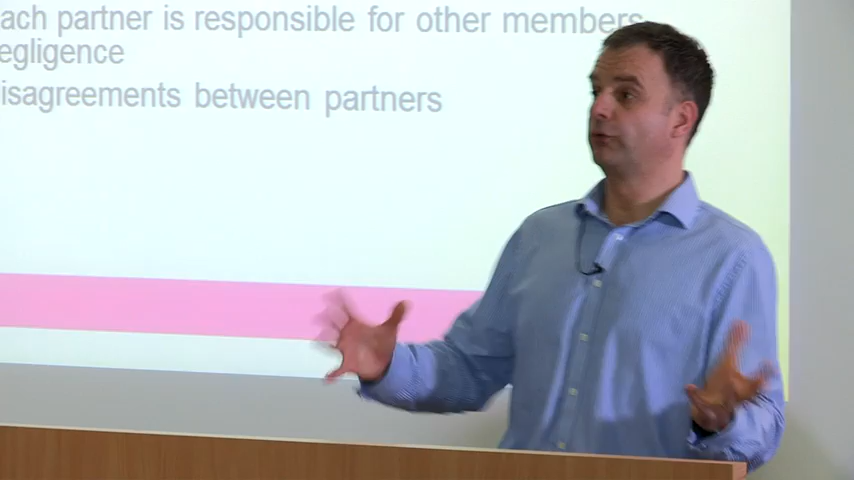 ach partner is responsible for other members
egligence
isagreements between partners